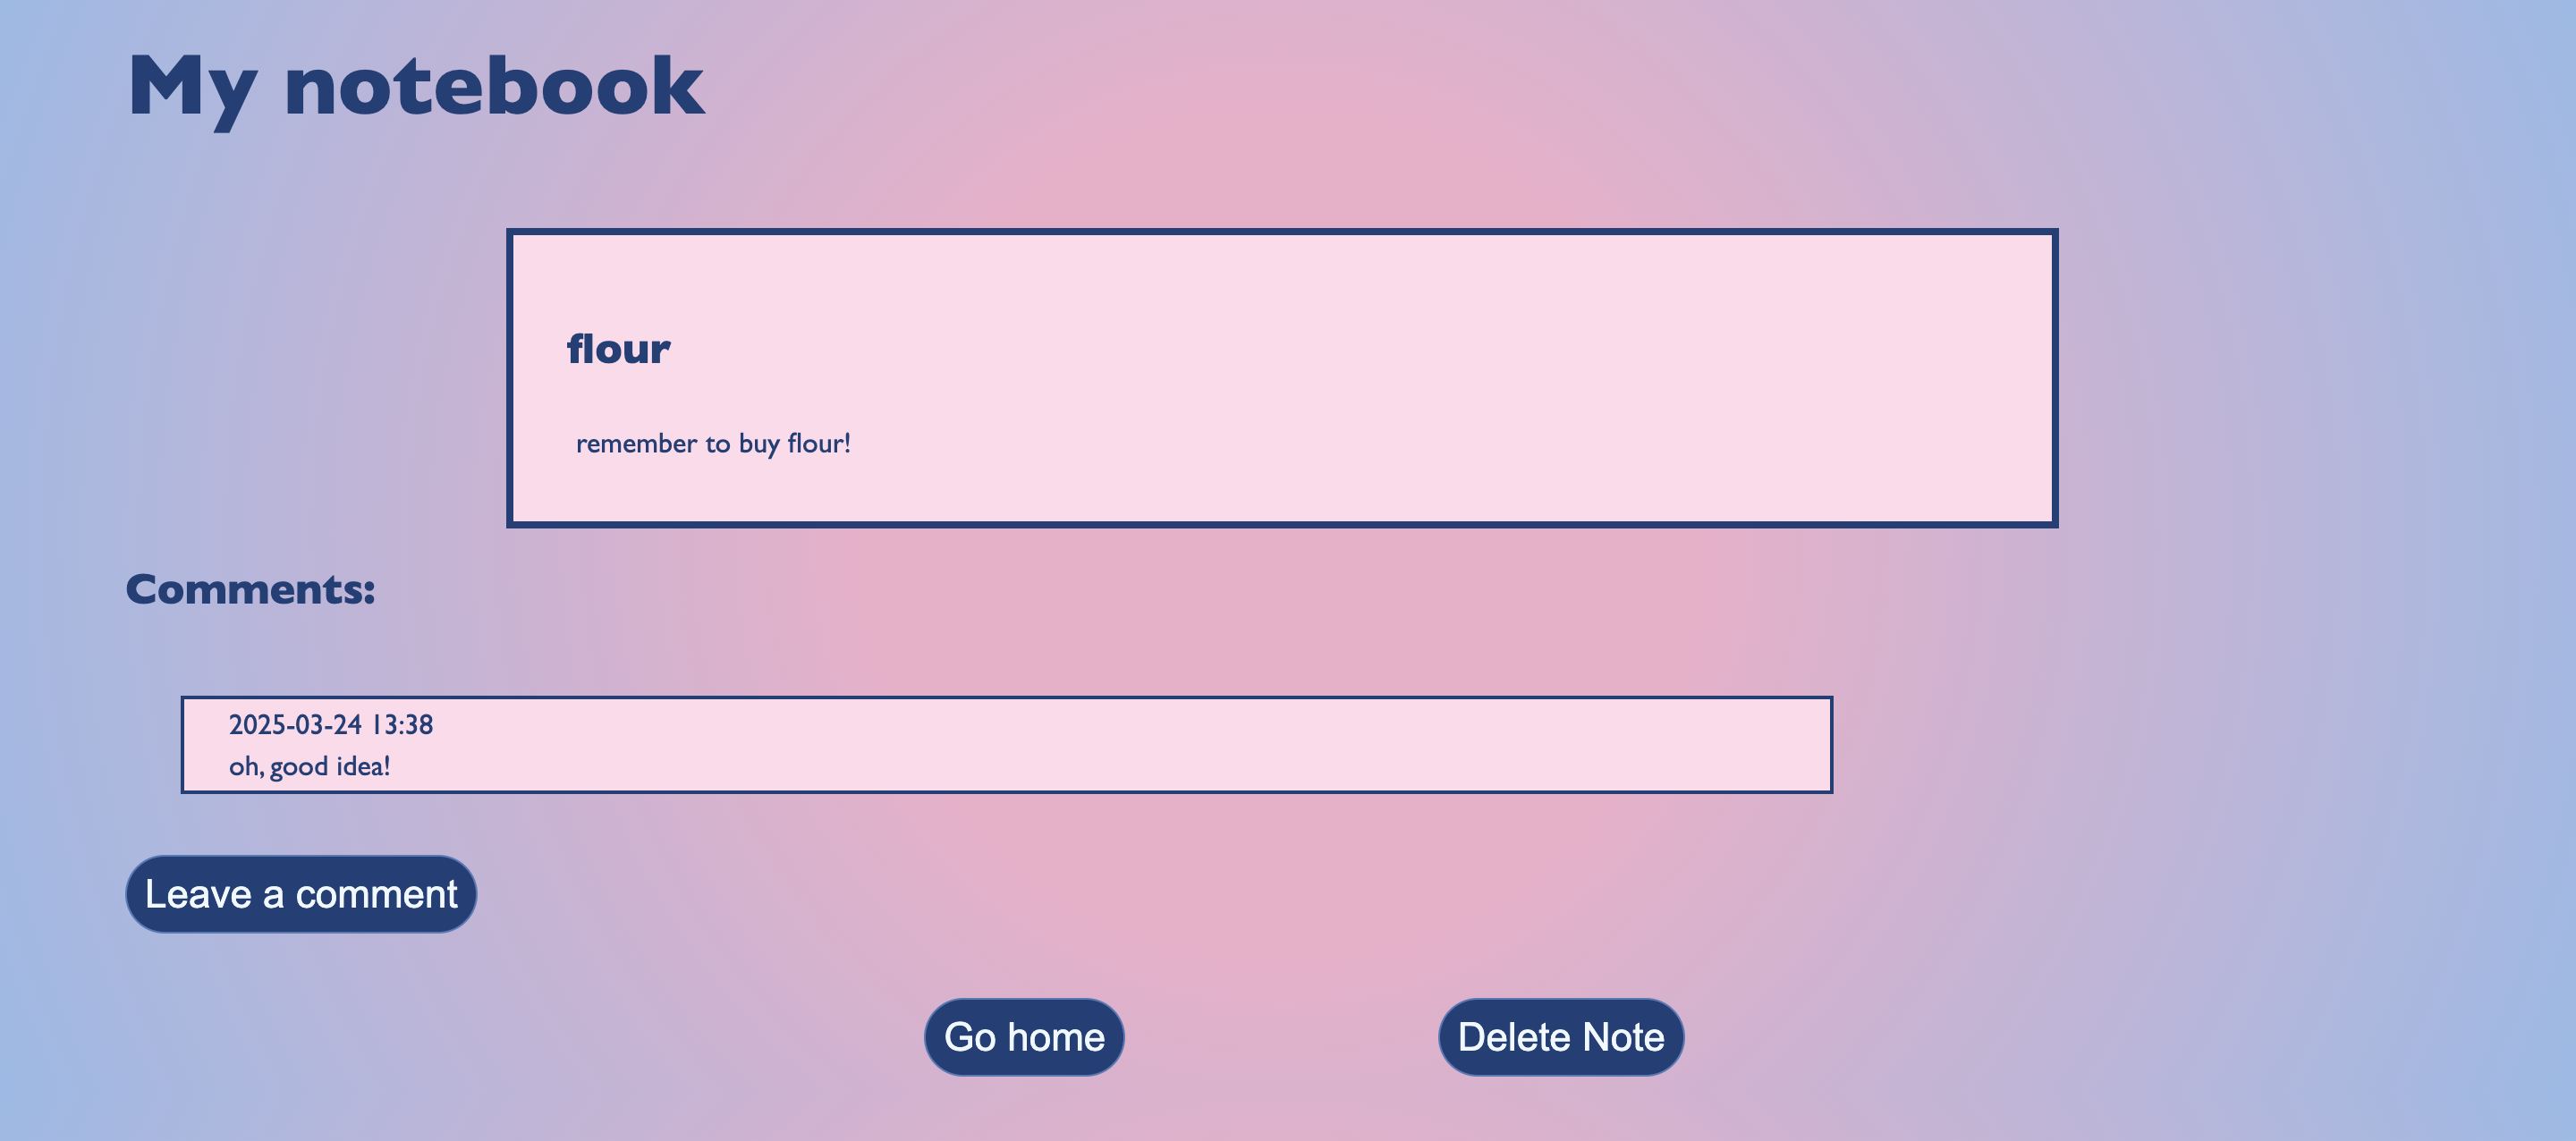 My notebook
flour
remember to buy flour!
Comments:
2025-03-24 13:38
oh, good idea!
Leave a comment
Go home
Delete Note